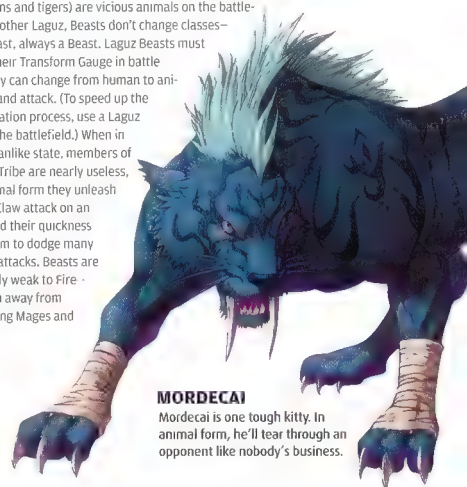 ns and tigers) are vicious animals on the battle-
other Laguz, Beasts don't change classes—
ast, always a Beast. Laguz Beasts must
eir Transform Gauge in battle
y can change from human to ani-
and attack. (To speed up the
ation process, use a Laguz
he battlefield.) When in
anlike state, members of
Tribe are nearly useless,
mal form they unleash
Claw attack on an
d their quickness
m to dodge many
attacks. Beasts are
ly weak to Fire -
n away from
ng Mages and
MORDECAI
Mordecai is one tough kitty. In
animal form, he'll tear through an
opponent like nobody's business.